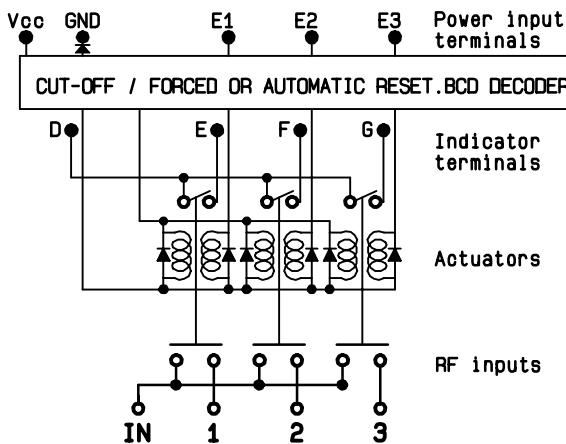 Vcc GND E1 E2 E3 Power input
terminals
CUT-OFF / FORCED OR AUTOMATIC RESET.BCD DECODER
D E F G Indicator
terminals
Actuators
RF inputs
IN 1 2 3